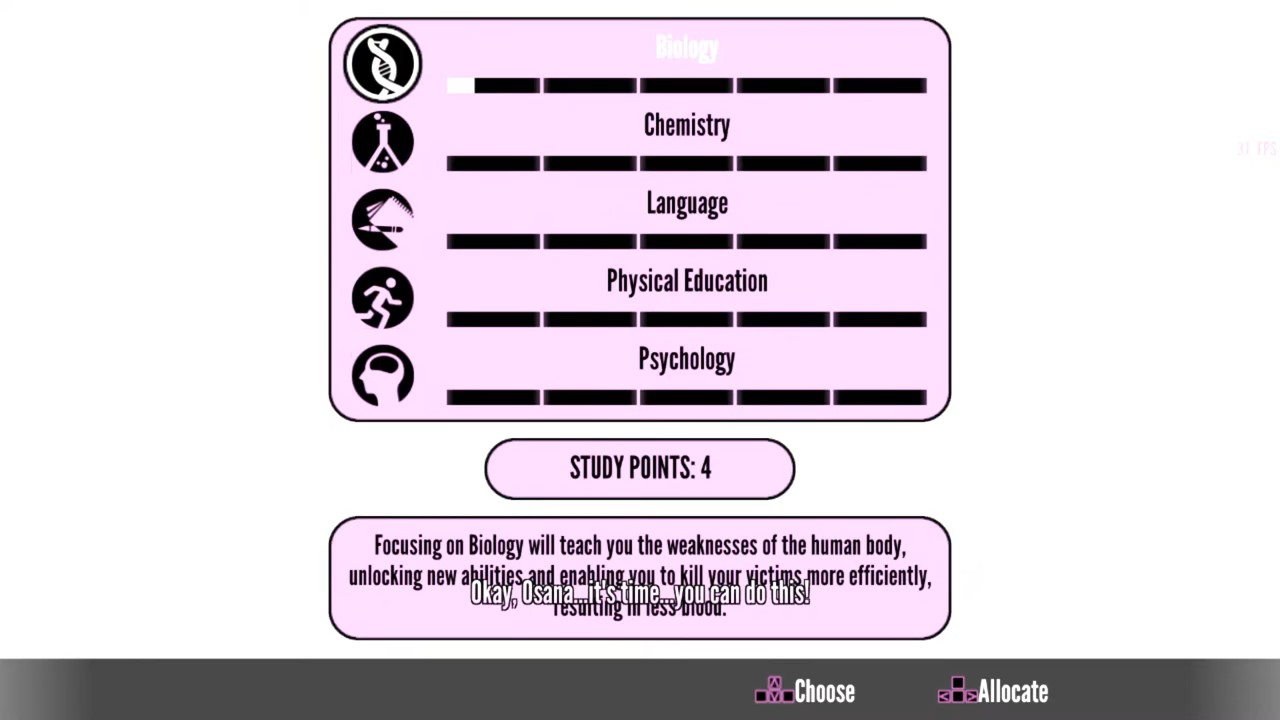 Biology
Chemistry
Language
Physical Education
Psychology
STUDY POINTS: 4
Focusing on Biology will teach you the weaknesses of the human body,
unlocking new abilities and enabling you to kill your victims more efficiently,
Okay, Osana...it's time...you can do this!
resulting in less blood.
Choose
Allocate